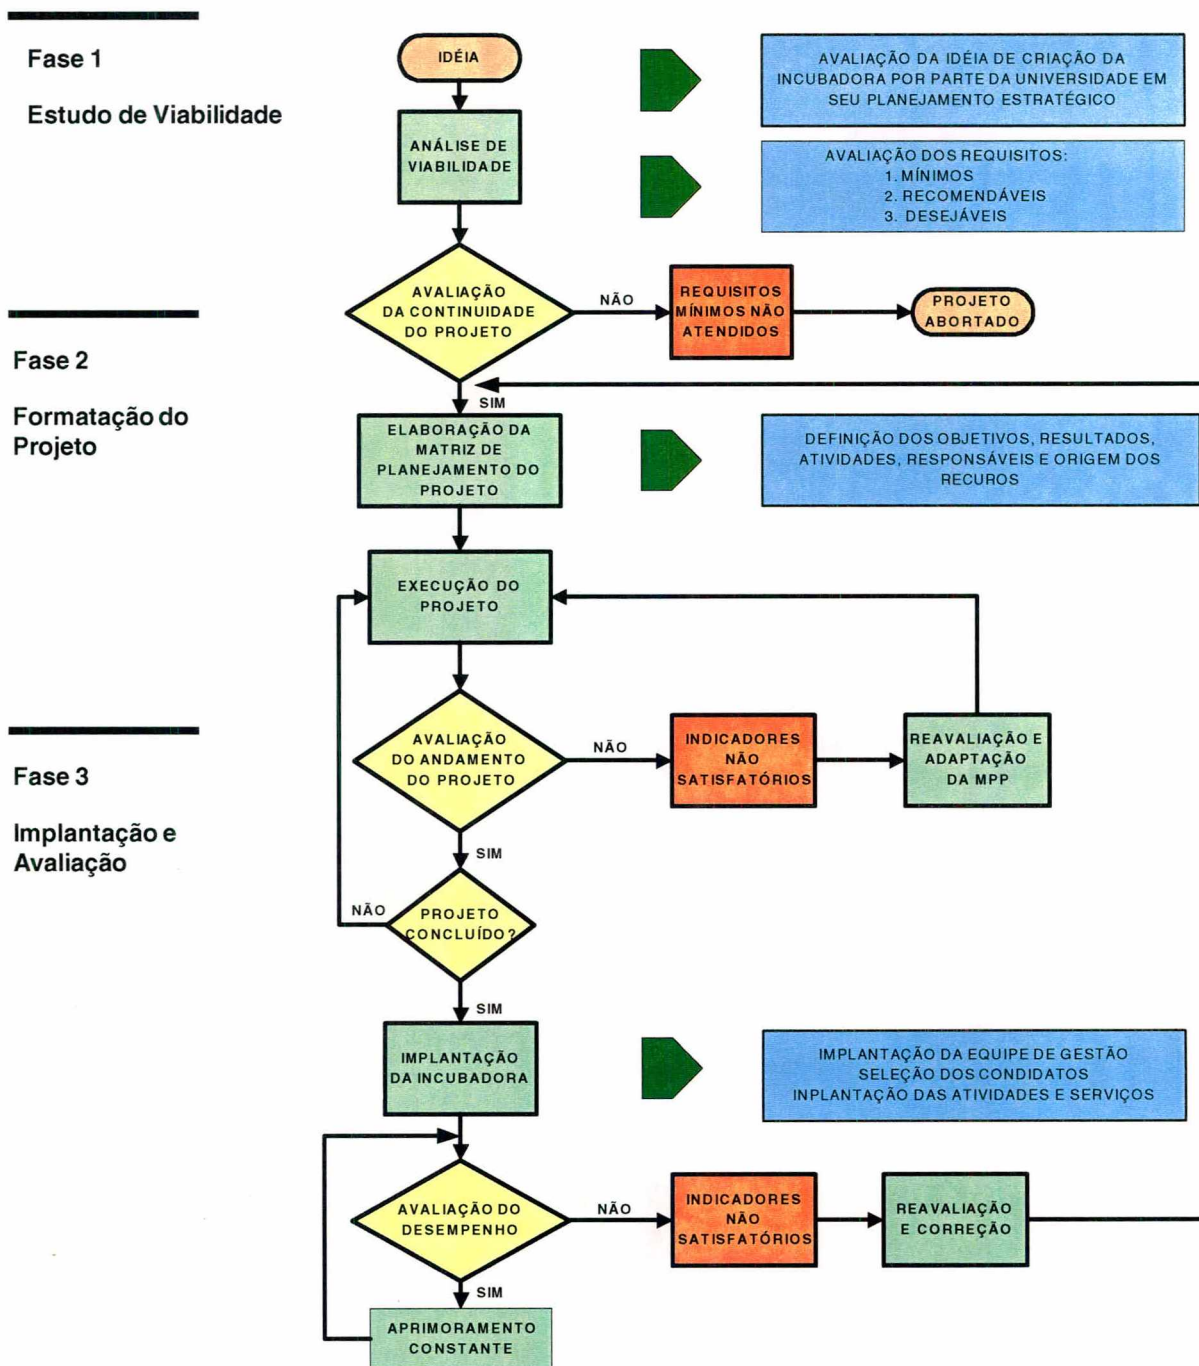 Fase 1
Estudo de Viabilidade
IDÉIA
AVALIAÇÃO DA IDÉIA DE CRIAÇÃO DA
INCUBADORA POR PARTE DA UNIVERSIDADE EM
SEU PLANEJAMENTO ESTRATÉGICO
ANÁLISE DE
VIABILIDADE
AVALIAÇÃO DOS REQUISITOS:
1. MÍNIMOS
2. RECOMENDÁVEIS
3. DESEJÁVEIS
AVALIAÇÃO
DA CONTINUIDADE
DO PROJETO
NÃO
REQUISITOS
MÍNIMOS NÃO
ATENDIDOS
PROJETO
ABORTADO
SIM
Fase 2
Formatação do
Projeto
ELABORAÇÃO DA
MATRIZ DE
PLANEJAMENTO DO
PROJETO
DEFINIÇÃO DOS OBJETIVOS, RESULTADOS,
ATIVIDADES, RESPONSÁVEIS E ORIGEM DOS
RECUROS
EXECUÇÃO DO
PROJETO
AVALIAÇÃO
DO ANDAMENTO
DO PROJETO
NÃO
INDICADORES
NÃO
SATISFATÓRIOS
REAVALIAÇÃO E
ADAPTAÇÃO
DA MPP
Fase 3
Implantação e
Avaliação
SIM
NÃO
PROJETO
CONCLUÍDO?
SIM
IMPLANTAÇÃO
DA INCUBADORA
IMPLANTAÇÃO DA EQUIPE DE GESTÃO
SELEÇÃO DOS CONDIDATOS
INPLANTAÇÃO DAS ATIVIDADES E SERVIÇOS
AVALIAÇÃO DO
DESEMPENHO
NÃO
INDICADORES
NÃO
SATISFATÓRIOS
REAVALIAÇÃO
E CORREÇÃO
SIM
APRIMORAMENTO
CONSTANTE